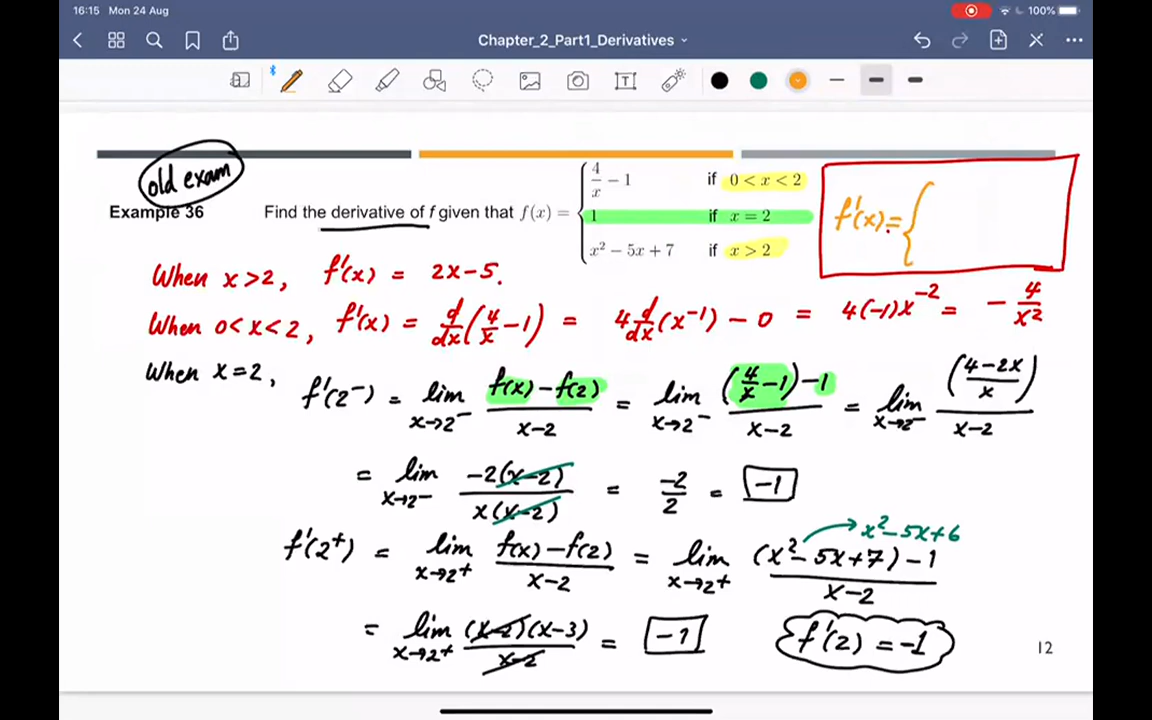 16:15 Mon 24 Aug
100%
Chapter_2_Part1_Derivatives
old exam
Example 36 Find the derivative of f given that f(x) = { 4/x − 1 if 0 < x < 2
1 if x = 2
x² − 5x + 7 if x > 2
f'(x) = {
When x>2, f'(x) = 2x−5.
When 0<x<2, f'(x) = d/dx(4/x −1) = 4 d/dx(x⁻¹) − 0 = 4(−1)x⁻² = −4/x²
When x=2, f'(2⁻) = lim x→2⁻ (f(x)−f(2))/(x−2) = lim x→2⁻ ((4/x −1)−1)/(x−2) = lim x→2⁻ ((4−2x)/x)/(x−2)
= lim x→2⁻ −2(x−2)/x(x−2) = −2/2 = −1
x²−5x+6
f'(2⁺) = lim x→2⁺ (f(x)−f(2))/(x−2) = lim x→2⁺ ((x²−5x+7)−1)/(x−2)
= lim x→2⁺ (x−2)(x−3)/(x−2) = −1 f'(2) = −1
12